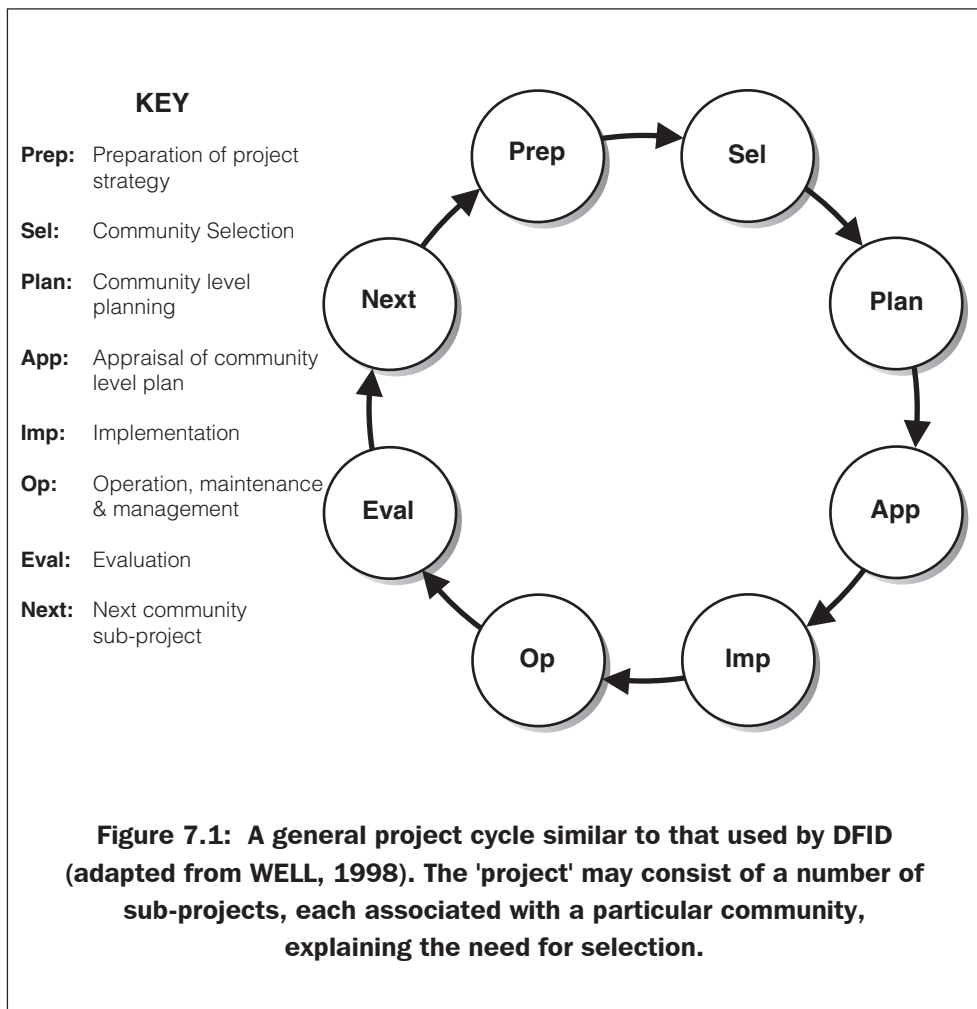 KEY
Prep: Preparation of project
strategy
Sel: Community Selection
Plan: Community level
planning
App: Appraisal of community
level plan
Imp: Implementation
Op: Operation, maintenance
& management
Eval: Evaluation
Next: Next community
sub-project
Prep
Sel
Plan
App
Imp
Op
Eval
Next
Figure 7.1: A general project cycle similar to that used by DFID
(adapted from WELL, 1998). The 'project' may consist of a number of
sub-projects, each associated with a particular community,
explaining the need for selection.